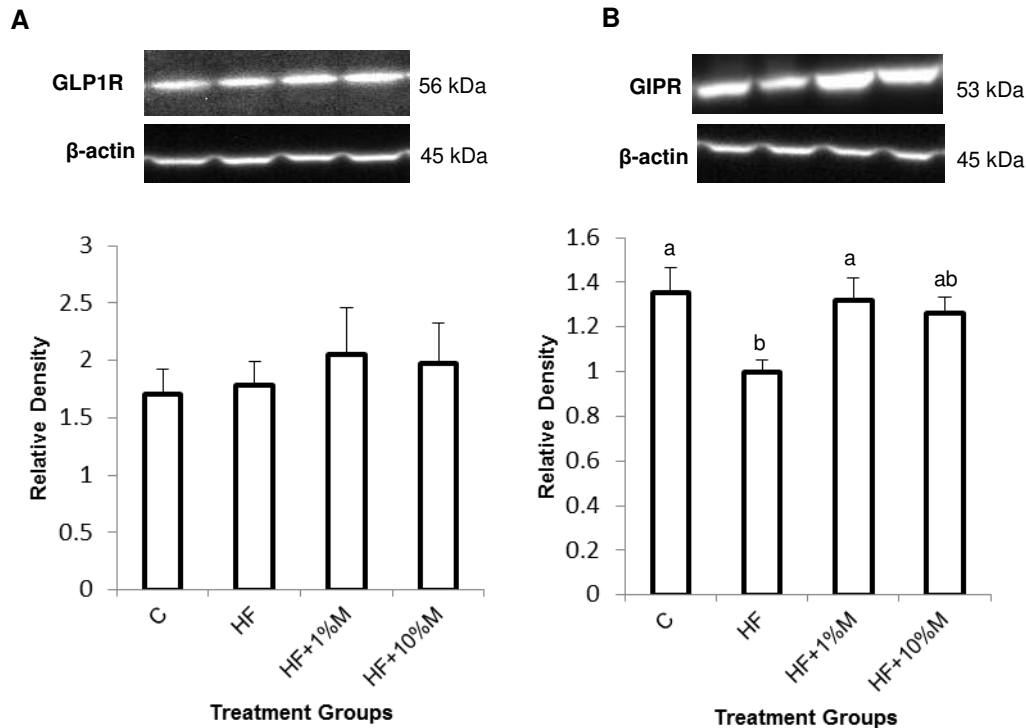 A
GLP1R
56 kDa
β-actin
45 kDa
3
2.5
2
1.5
1
0.5
0
Relative Density
C
HF
HF+1%M
HF+10%M
Treatment Groups
B
GIPR
53 kDa
β-actin
45 kDa
1.6
1.4
1.2
1
0.8
0.6
0.4
0.2
0
Relative Density
a
b
a
ab
C
HF
HF+1%M
HF+10%M
Treatment Groups